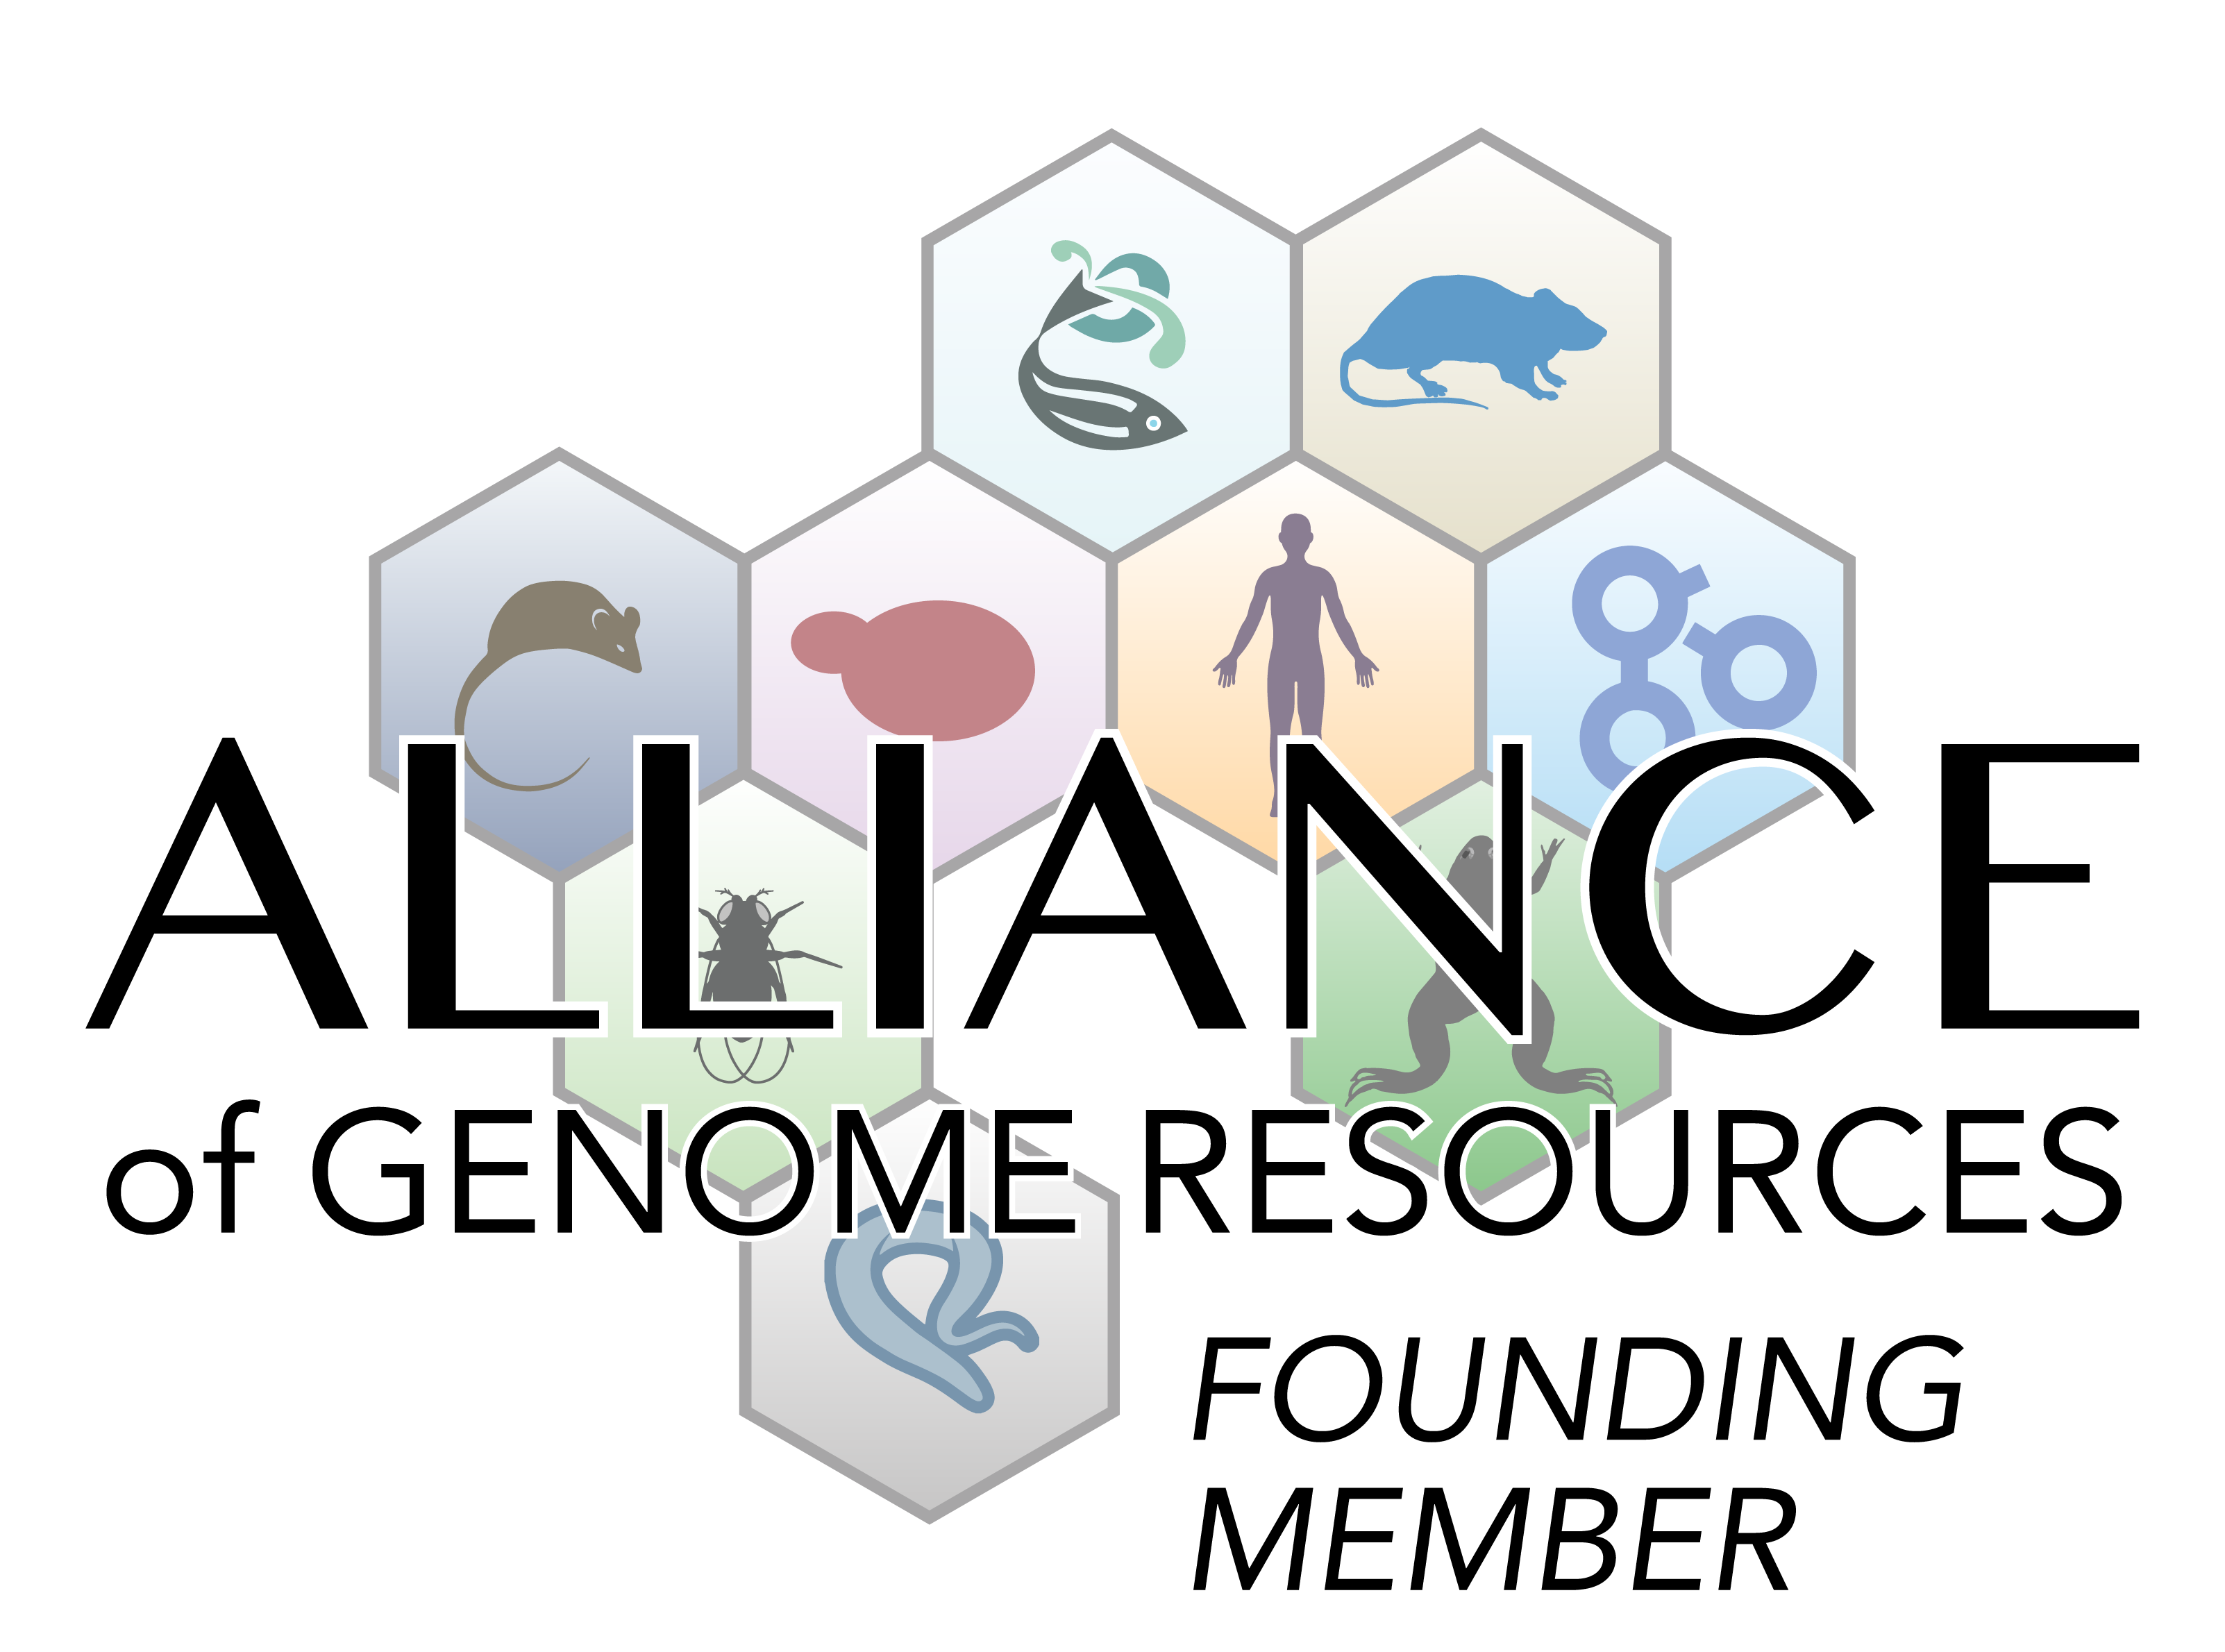 ALLIANCE
of GENOME RESOURCES
FOUNDING
MEMBER